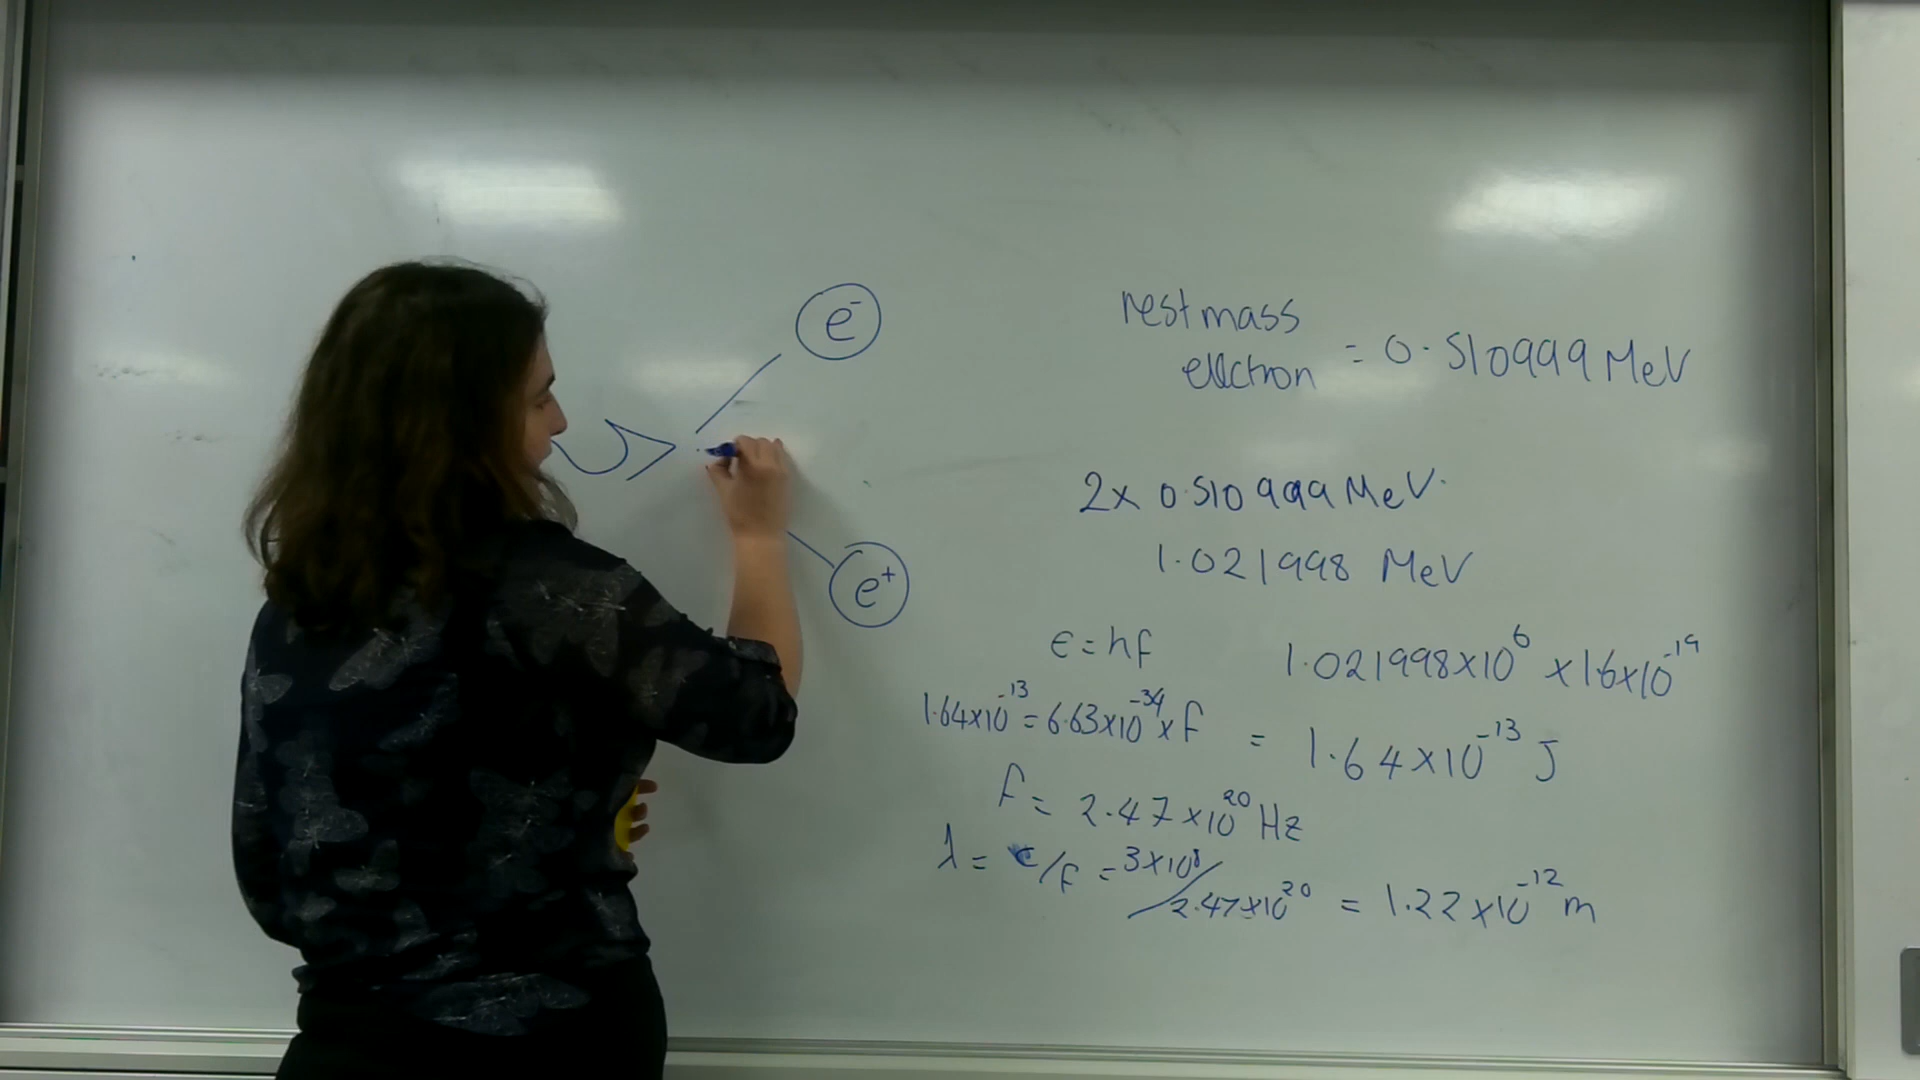 e⁻
e⁺
rest mass
electron = 0.510999 MeV
2x 0.510999 MeV.
1.021998 MeV
E = hf
1.021998x10⁶ x 1.6x10⁻¹⁹
1.64x10⁻¹³ = 6.63x10⁻³⁴ x f
= 1.64x10⁻¹³ J
f = 2.47x10²⁰ Hz
λ = c/f = 3x10⁸/2.47x10²⁰ = 1.22x10⁻¹² m